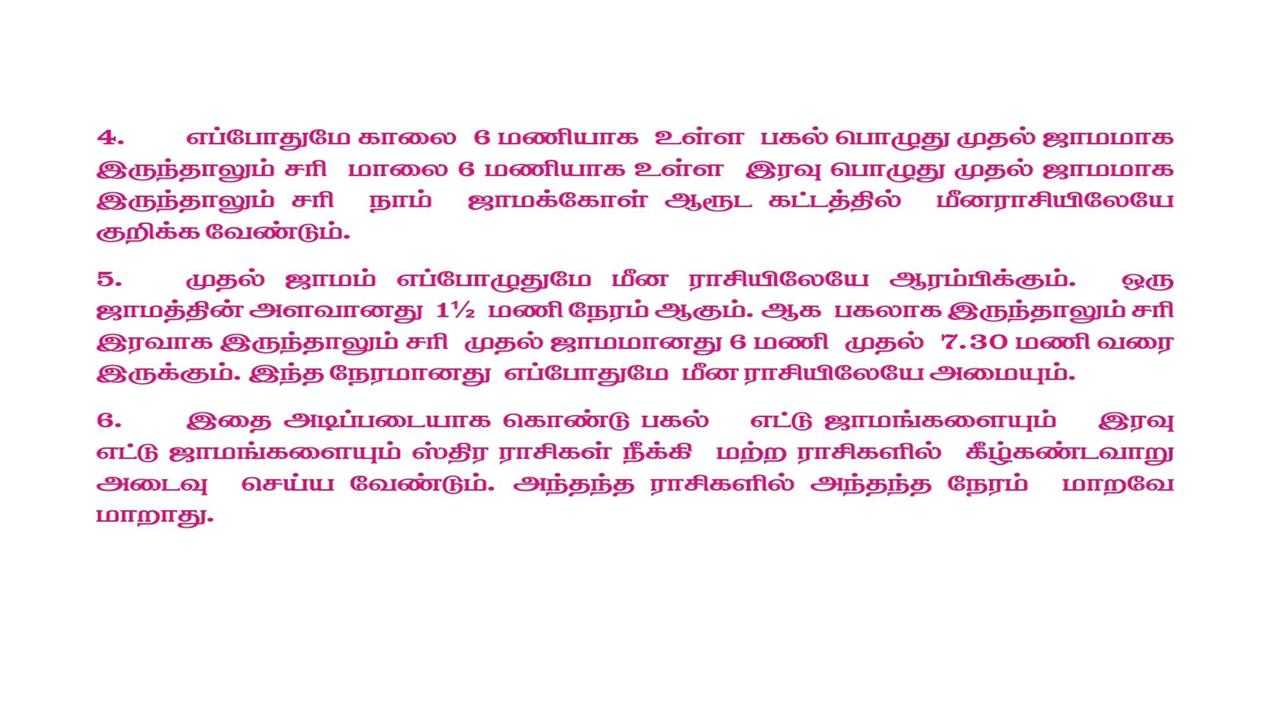 4. எப்போதுமே காலை 6 மணியாக உள்ள பகல் பொழுது முதல் ஜாமமாக
இருந்தாலும் சரி மாலை 6 மணியாக உள்ள இரவு பொழுது முதல் ஜாமமாக
இருந்தாலும் சரி நாம் ஜாமக்கோள் ஆரூட கட்டத்தில் மீனராசியிலேயே
குறிக்க வேண்டும்.
5. முதல் ஜாமம் எப்போழுதுமே மீன ராசியிலேயே ஆரம்பிக்கும். ஒரு
ஜாமத்தின் அளவானது 1½ மணி நேரம் ஆகும். ஆக பகலாக இருந்தாலும் சரி
இரவாக இருந்தாலும் சரி முதல் ஜாமமானது 6 மணி முதல் 7.30 மணி வரை
இருக்கும். இந்த நேரமானது எப்போதுமே மீன ராசியிலேயே அமையும்.
6. இதை அடிப்படையாக கொண்டு பகல் எட்டு ஜாமங்களையும் இரவு
எட்டு ஜாமங்களையும் ஸ்திர ராசிகள் நீக்கி மற்ற ராசிகளில் கீழ்கண்டவாறு
அடைவு செய்ய வேண்டும். அந்தந்த ராசிகளில் அந்தந்த நேரம் மாறவே
மாறாது.